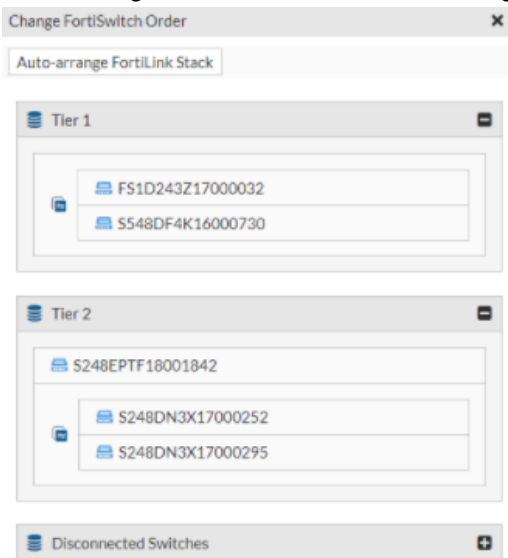 Change FortiSwitch Order
Auto-arrange FortiLink Stack
Tier 1
FS1D243Z17000032
S548DF4K16000730
Tier 2
S248EPTF18001842
S248DN3X17000252
S248DN3X17000295
Disconnected Switches